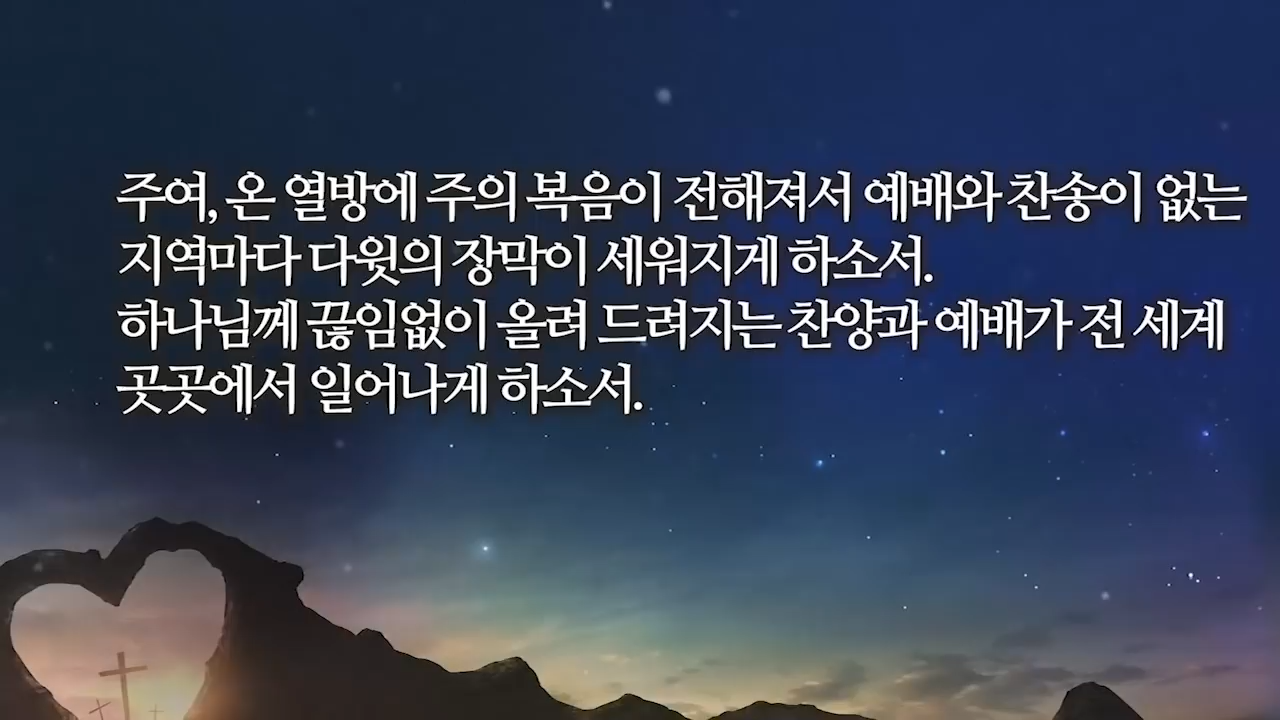 주여, 온 열방에 주의 복음이 전해져서 예배와 찬송이 없는
지역마다 다윗의 장막이 세워지게 하소서.
하나님께 끊임없이 올려 드려지는 찬양과 예배가 전 세계
곳곳에서 일어나게 하소서.